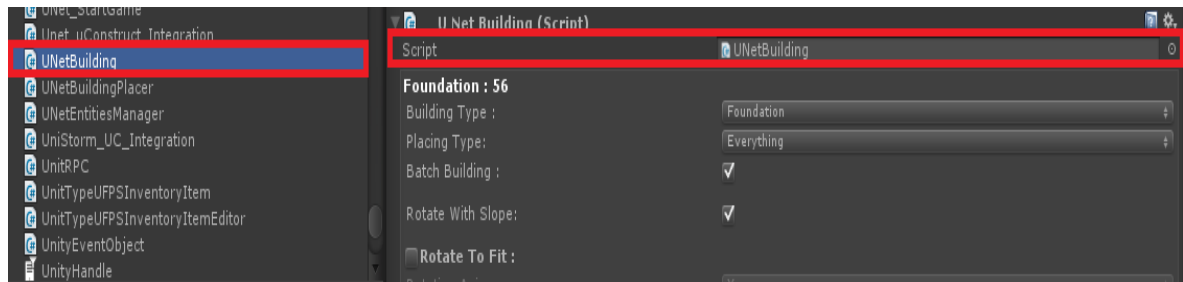 UNet_StartGame
Unet_uConstruct_Integration
UNetBuilding
UNetBuildingPlacer
UNetEntitiesManager
UniStorm_UC_Integration
UnitRPC
UnitTypeUFPSInventoryItem
UnitTypeUFPSInventoryItemEditor
UnityEventObject
UnityHandle
U Net Building (Script)
Script UNetBuilding
Foundation : 56
Building Type : Foundation
Placing Type: Everything
Batch Building :
Rotate With Slope:
Rotate To Fit :